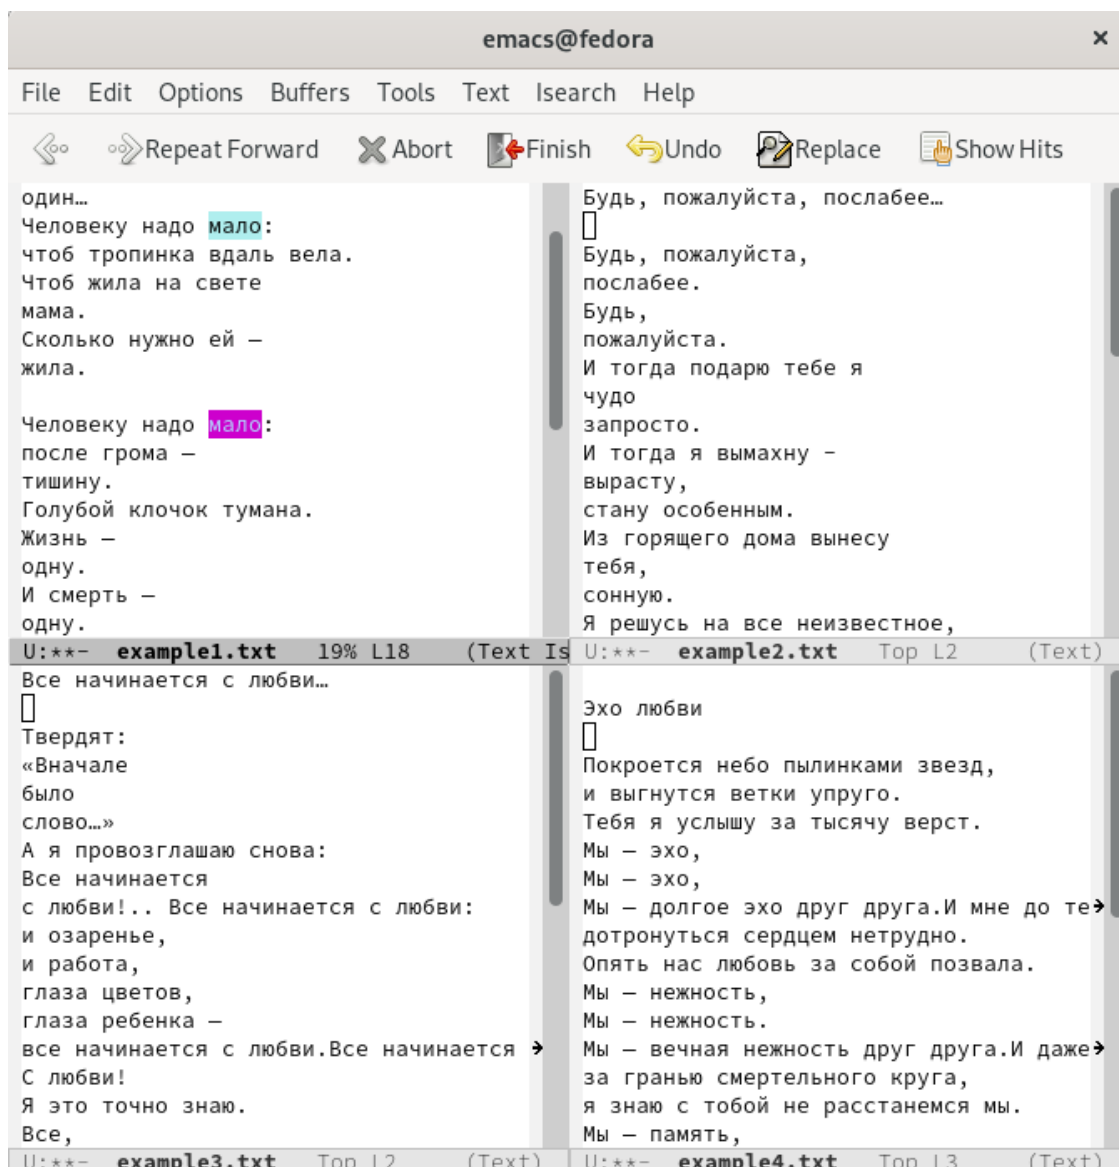 emacs@fedora ×
File Edit Options Buffers Tools Text Isearch Help
Repeat Forward Abort Finish Undo Replace Show Hits
один…
Человеку надо мало:
чтоб тропинка вдаль вела.
Чтоб жила на свете
мама.
Сколько нужно ей —
жила.
Человеку надо мало:
после грома —
тишину.
Голубой клочок тумана.
Жизнь —
одну.
И смерть —
одну.
U:**- example1.txt 19% L18 (Text Is
Будь, пожалуйста, послабее…
Будь, пожалуйста,
послабее.
Будь,
пожалуйста.
И тогда подарю тебе я
чудо
запросто.
И тогда я вымахну -
вырасту,
стану особенным.
Из горящего дома вынесу
тебя,
сонную.
Я решусь на все неизвестное,
U:**- example2.txt Top L2 (Text)
Все начинается с любви…
Твердят:
«Вначале
было
слово…»
А я провозглашаю снова:
Все начинается
с любви!.. Все начинается с любви:
и озаренье,
и работа,
глаза цветов,
глаза ребенка —
все начинается с любви.Все начинается
С любви!
Я это точно знаю.
Все,
U:**- example3.txt Top L2 (Text)
Эхо любви
Покроется небо пылинками звезд,
и выгнутся ветки упруго.
Тебя я услышу за тысячу верст.
Мы — эхо,
Мы — эхо,
Мы — долгое эхо друг друга.И мне до те
дотронуться сердцем нетрудно.
Опять нас любовь за собой позвала.
Мы — нежность,
Мы — нежность.
Мы — вечная нежность друг друга.И даже
за гранью смертельного круга,
я знаю с тобой не расстанемся мы.
Мы — память,
U:**- example4.txt Top L3 (Text)